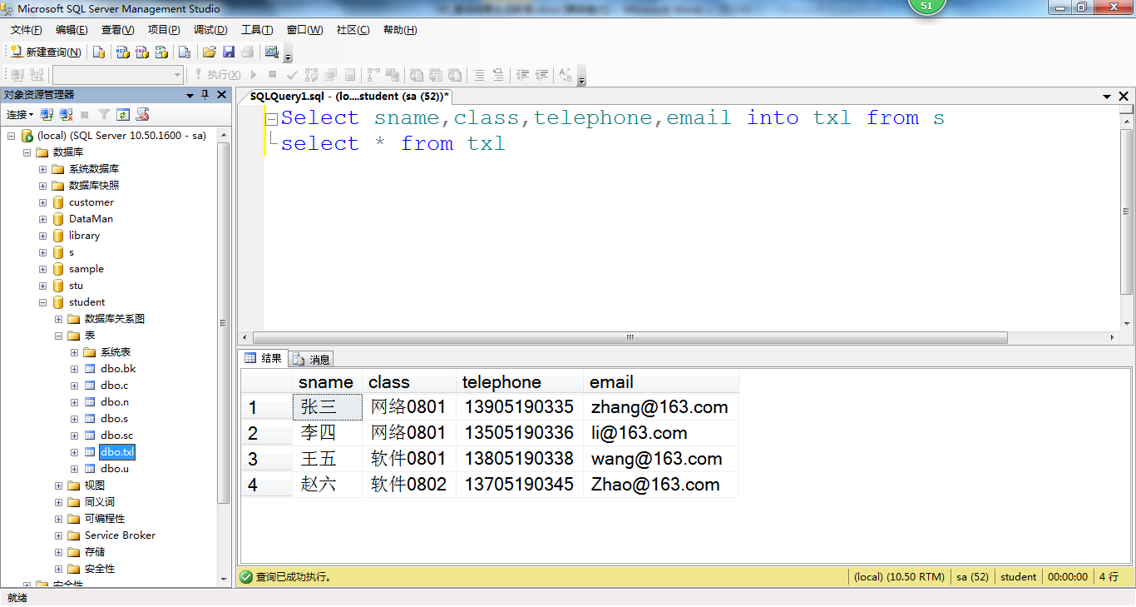 Microsoft SQL Server Management Studio
51
文件(F) 编辑(E) 查看(V) 项目(P) 调试(D) 工具(T) 窗口(W) 社区(C) 帮助(H)
新建查询(N)
执行(X)
对象资源管理器
连接
(local) (SQL Server 10.50.1600 - sa)
数据库
系统数据库
数据库快照
customer
DataMan
library
s
sample
stu
student
数据库关系图
表
系统表
dbo.bk
dbo.c
dbo.n
dbo.s
dbo.sc
dbo.txl
dbo.u
视图
同义词
可编程性
Service Broker
存储
安全性
安全性
SQLQuery1.sql - (lo....student (sa (52))*
Select sname,class,telephone,email into txl from s
select * from txl
结果 消息
sname class telephone email
1 张三 网络0801 13905190335 zhang@163.com
2 李四 网络0801 13505190336 li@163.com
3 王五 软件0801 13805190338 wang@163.com
4 赵六 软件0802 13705190345 Zhao@163.com
查询已成功执行。 (local) (10.50 RTM) sa (52) student 00:00:00 4 行
就绪